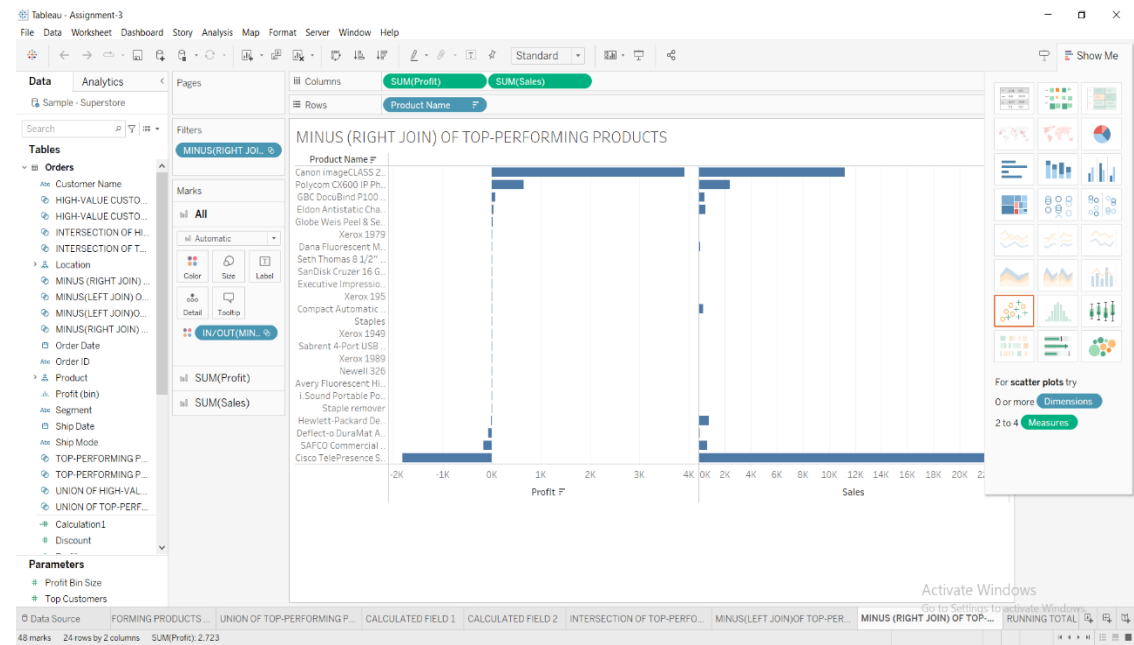 Tableau - Assignment-3
File Data Worksheet Dashboard Story Analysis Map Format Server Window Help
Standard
Show Me
Data Analytics
Pages
Columns
SUM(Profit)
SUM(Sales)
Sample - Superstore
Rows
Product Name
Search
Filters
MINUS(RIGHT JOI..
MINUS (RIGHT JOIN) OF TOP-PERFORMING PRODUCTS
Tables
Orders
Customer Name
HIGH-VALUE CUSTO...
HIGH-VALUE CUSTO...
INTERSECTION OF HI...
INTERSECTION OF T...
Location
MINUS (RIGHT JOIN) ...
MINUS(LEFT JOIN) O...
MINUS(LEFT JOIN)O...
MINUS(RIGHT JOIN) ...
Order Date
Order ID
Product
Profit (bin)
Segment
Ship Date
Ship Mode
TOP-PERFORMING P...
TOP-PERFORMING P...
UNION OF HIGH-VAL...
UNION OF TOP-PERF...
Calculation1
Discount
Parameters
Profit Bin Size
Top Customers
Marks
All
Automatic
Color Size Label
Detail Tooltip
IN/OUT(MIN..
SUM(Profit)
SUM(Sales)
Product Name
Canon imageCLASS 2..
Polycom CX600 IP Ph..
GBC DocuBind P100 ..
Eldon Antistatic Cha..
Globe Weis Peel & Se..
Xerox 1979
Dana Fluorescent M..
Seth Thomas 8 1/2" ..
SanDisk Cruzer 16 G..
Executive Impressio..
Xerox 195
Compact Automatic ..
Staples
Xerox 1949
Sabrent 4-Port USB ..
Xerox 1989
Newell 326
Avery Fluorescent Hi..
i.Sound Portable Po..
Staple remover
Hewlett-Packard De..
Deflect-o DuraMat A..
SAFCO Commercial ..
Cisco TelePresence S..
-2K -1K 0K 1K 2K 3K 4K 0K 2K 4K 6K 8K 10K 12K 14K 16K 18K 20K
Profit
Sales
For scatter plots try
0 or more Dimensions
2 to 4 Measures
Activate Windows
Go to Settings to activate Windows.
Data Source
FORMING PRODUCTS ...
UNION OF TOP-PERFORMING P...
CALCULATED FIELD 1
CALCULATED FIELD 2
INTERSECTION OF TOP-PERFO...
MINUS(LEFT JOIN)OF TOP-PER...
MINUS (RIGHT JOIN) OF TOP-...
RUNNING TOTAL
48 marks 24 rows by 2 columns SUM(Profit): 2,723